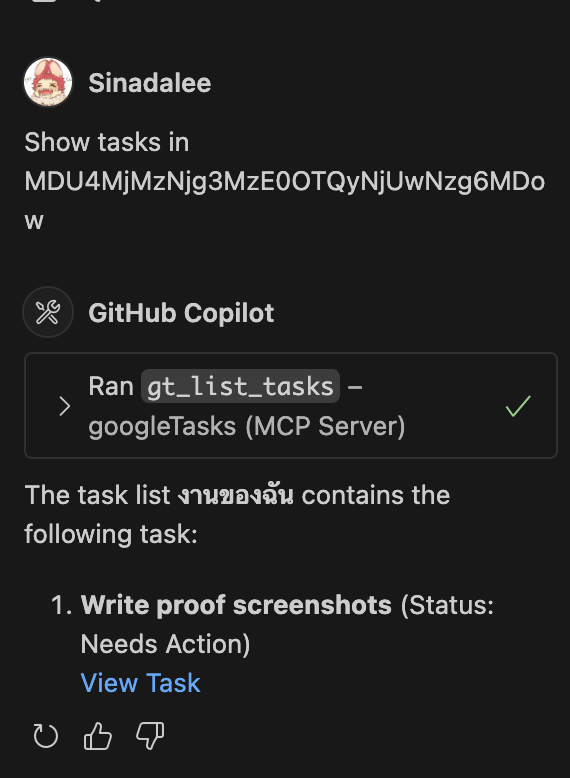 Sinadalee
Show tasks in
MDU4MjMzNjg3MzE0OTQyNjUwNzg6MDo
w
GitHub Copilot
Ran gt_list_tasks –
googleTasks (MCP Server)
The task list งานของฉัน contains the
following task:
1. Write proof screenshots (Status:
Needs Action)
View Task